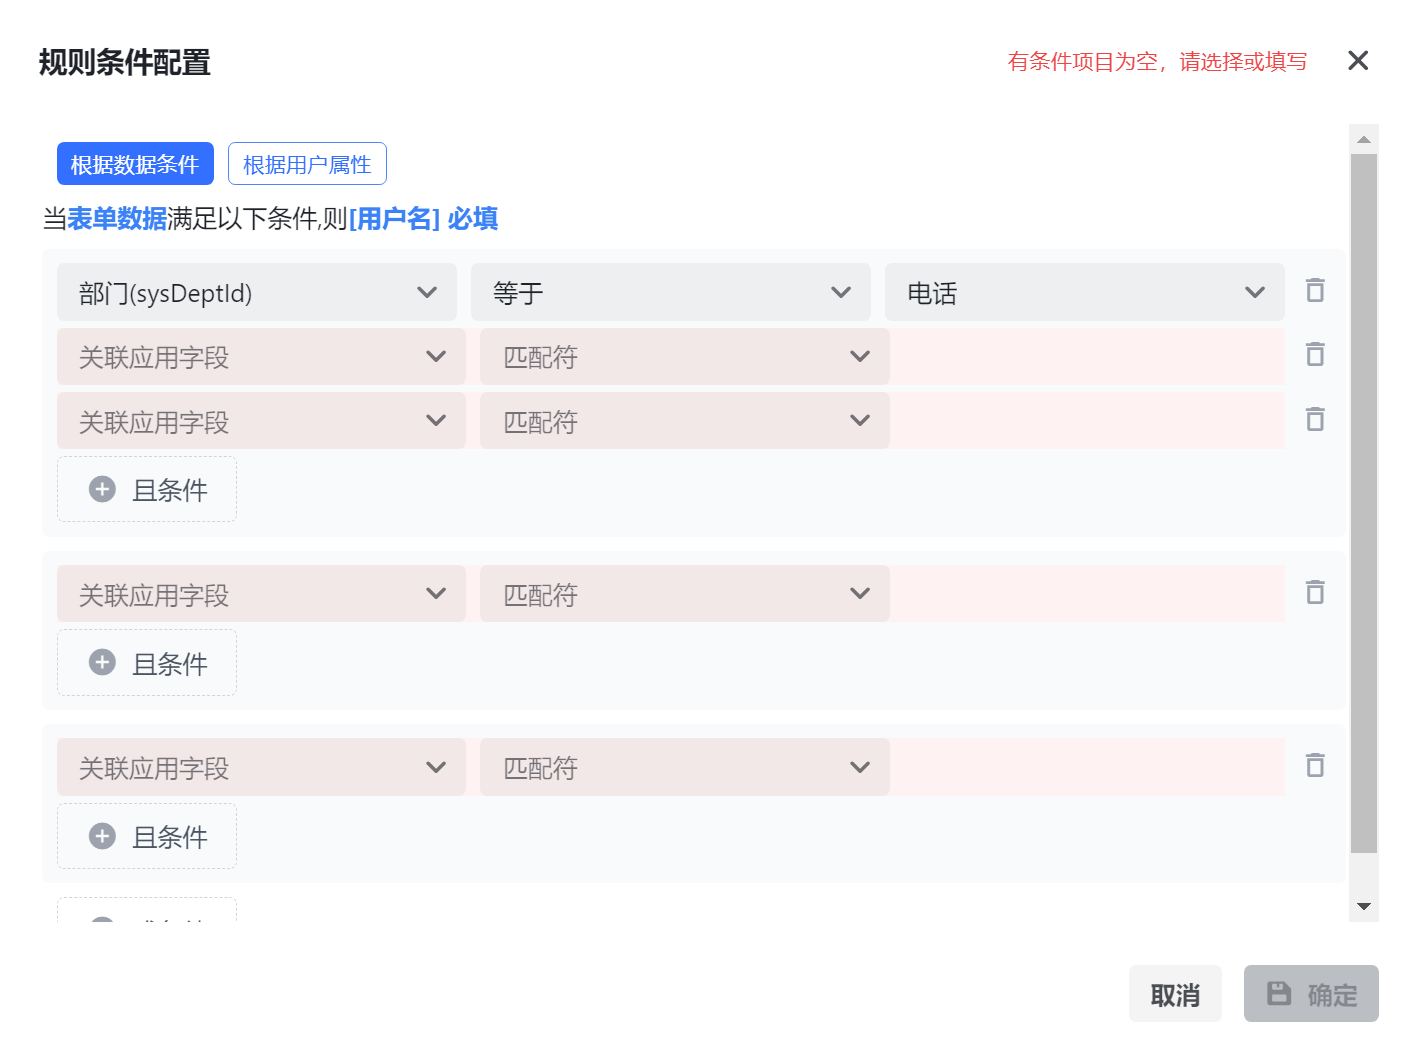 规则条件配置
有条件项目为空，请选择或填写
根据数据条件 根据用户属性
当表单数据满足以下条件,则[用户名] 必填
部门(sysDeptId) 等于 电话
关联应用字段 匹配符
关联应用字段 匹配符
且条件
关联应用字段 匹配符
且条件
关联应用字段 匹配符
且条件
取消 确定